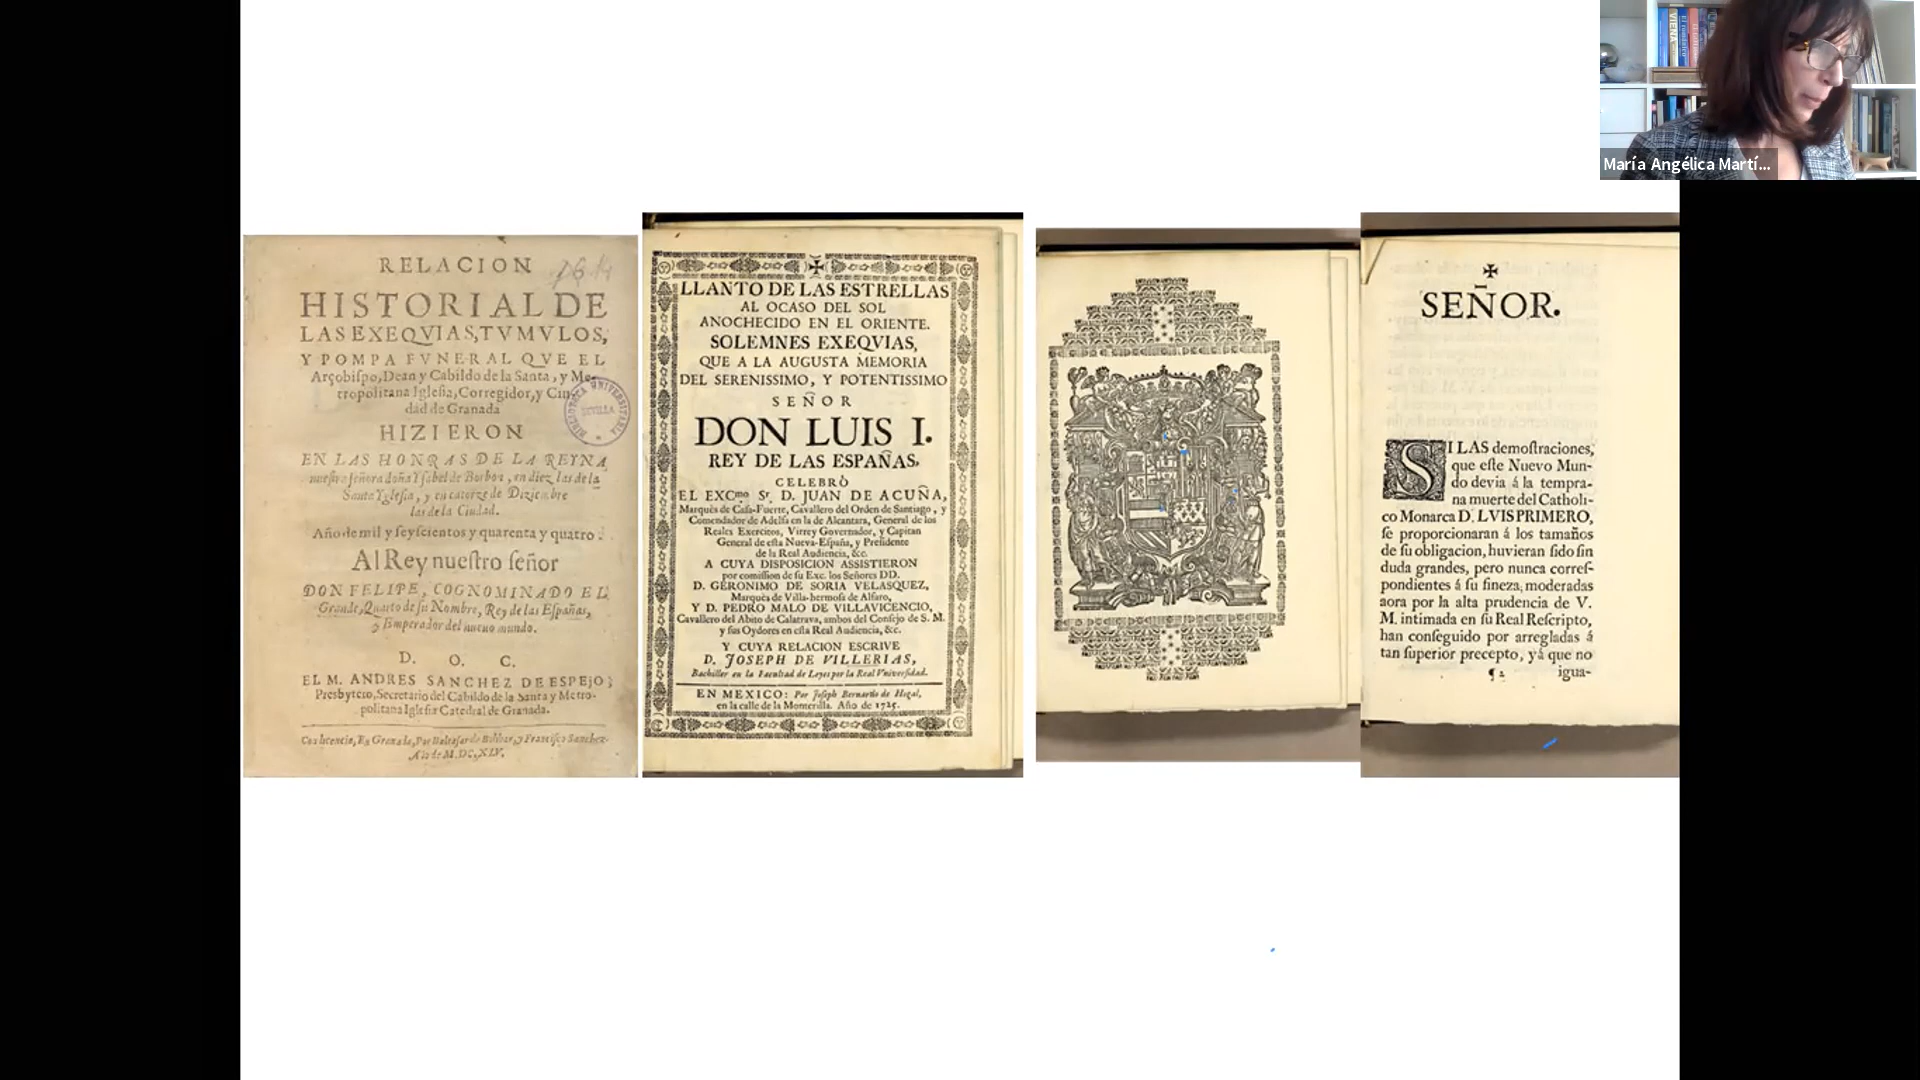 RELACION
HISTORIAL DE
LAS EXEQVIAS, TVMVLOS,
Y POMPA FVNERAL QVE EL
Arçobiſpo, Dean y Cabildo de la Santa, y Me-
tropolitana Igleſia, Corregidor, y Ciu-
dad de Granada
HIZIERON
EN LAS HONRAS DE LA REYNA
nueſtra ſeñora doña Yſabel de Borbon, en diez las de la
Santa Ygleſia, y en catorze de Diziembre
las de la Ciudad.
Año de mil y ſeyſcientos y quarenta y quatro.
Al Rey nueſtro ſeñor
DON FELIPE, COGNOMINADO EL
Grande, Quarto de ſu Nombre, Rey de las Eſpañas,
y Emperador del nueuo mundo.
D. O. C.
EL M. ANDRES SANCHEZ DE ESPEJO,
Presbytero, Secretario del Cabildo de la Santa y Metro-
politana Igleſia Catedral de Granada.
Con licencia, En Granada, Por Baltaſar de Bolibar, y Franciſco Sanchez.
Año de M.DC.XLV.
BIBLIOTECA UNIVERSITARIA
SEVILLA
LLANTO DE LAS ESTRELLAS
AL OCASO DEL SOL
ANOCHECIDO EN EL ORIENTE.
SOLEMNES EXEQVIAS,
QUE A LA AUGUSTA MEMORIA
DEL SERENISSIMO, Y POTENTISSIMO
SEÑOR
DON LUIS I.
REY DE LAS ESPAÑAS,
CELEBRÒ
EL EXCmo Sr. D. JUAN DE ACUÑA,
Marquès de Caſa-Fuerte, Cavallero del Orden de Santiago, y
Comendador de Adelfa en la de Alcantara, General de los
Reales Exercitos, Virrey Governador, y Capitan
General de eſta Nueva-Eſpaña, y Preſidente
de la Real Audiencia, &c.
A CUYA DISPOSICION ASSISTIERON
por comiſſion de ſu Exc. los Señores DD.
D. GERONIMO DE SORIA VELASQUEZ,
Marquès de Villa-hermoſa de Alfaro,
Y D. PEDRO MALO DE VILLAVICENCIO,
Cavallero del Abito de Calatrava, ambos del Conſejo de S. M.
y ſus Oydores en eſta Real Audiencia, &c.
Y CUYA RELACION ESCRIVE
D. JOSEPH DE VILLERIAS,
Bachiller en la Facultad de Leyes por la Real Vniverſidad.
EN MEXICO: Por Joſeph Bernardo de Hogal,
en la calle de la Monterilla. Año de 1725.
SEÑOR.
SI LAS demoſtraciones,
que eſte Nuevo Mun-
do devia á la tempra-
na muerte del Catholi-
co Monarca D. LVIS PRIMERO,
ſe proporcionaran á los tamaños
de ſu obligacion, huvieran ſido ſin
duda grandes, pero nunca correſ-
pondientes á ſu fineza; moderadas
aora por la alta prudencia de V.
M. intimada en ſu Real Reſcripto,
han conſeguido por arregladas á
tan ſuperior precepto, yá que no
¶2 igua-
VIENA
María Angélica Martí...